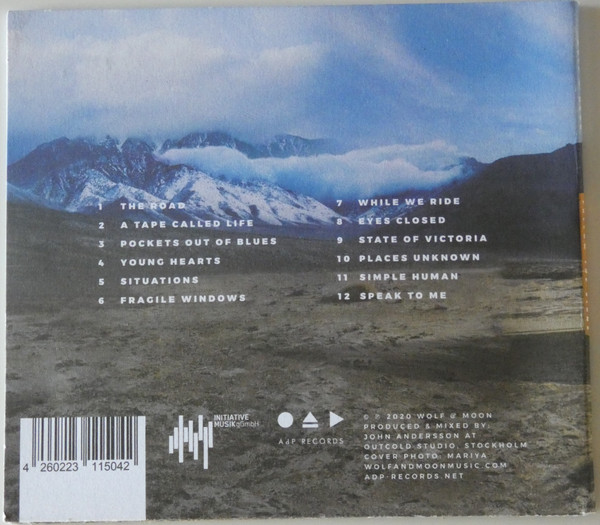 1 THE ROAD
2 A TAPE CALLED LIFE
3 POCKETS OUT OF BLUES
4 YOUNG HEARTS
5 SITUATIONS
6 FRAGILE WINDOWS
7 WHILE WE RIDE
8 EYES CLOSED
9 STATE OF VICTORIA
10 PLACES UNKNOWN
11 SIMPLE HUMAN
12 SPEAK TO ME
4 260223 115042
INITIATIVE
MUSIK gGmbH
AdP RECORDS
© ℗ 2020 WOLF & MOON
PRODUCED & MIXED BY:
JOHN ANDERSSON AT
OUTCOLD STUDIO, STOCKHOLM
COVER PHOTO: MARIYA
WOLFANDMOONMUSIC.COM
ADP-RECORDS.NET